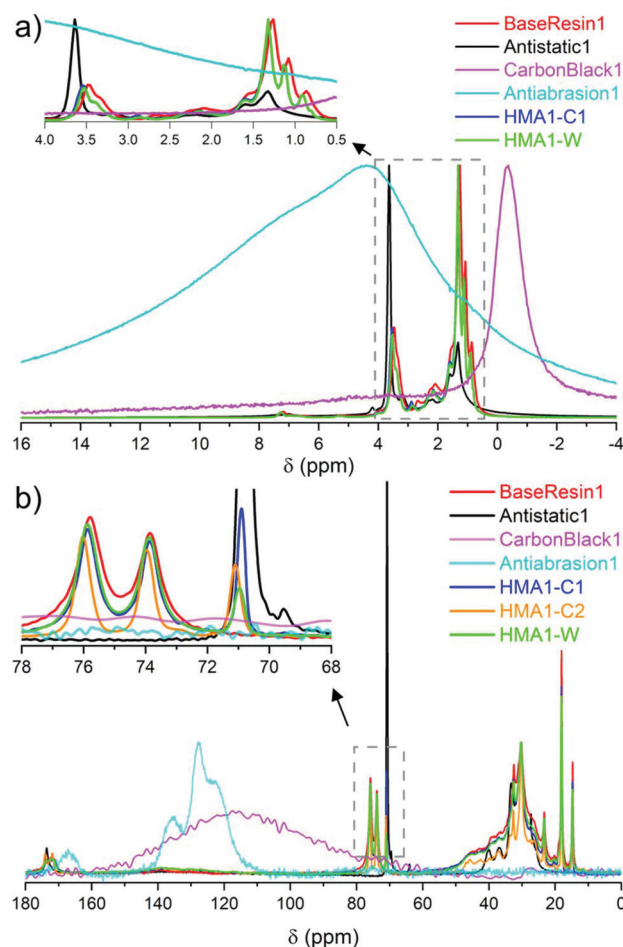 a)
BaseResin1
Antistatic1
CarbonBlack1
Antiabrasion1
HMA1-C1
HMA1-W
4.0 3.5 3.0 2.5 2.0 1.5 1.0 0.5
16 14 12 10 8 6 4 2 0 -2 -4
δ (ppm)
b)
BaseResin1
Antistatic1
CarbonBlack1
Antiabrasion1
HMA1-C1
HMA1-C2
HMA1-W
78 76 74 72 70 68
180 160 140 120 100 80 60 40 20 0
δ (ppm)